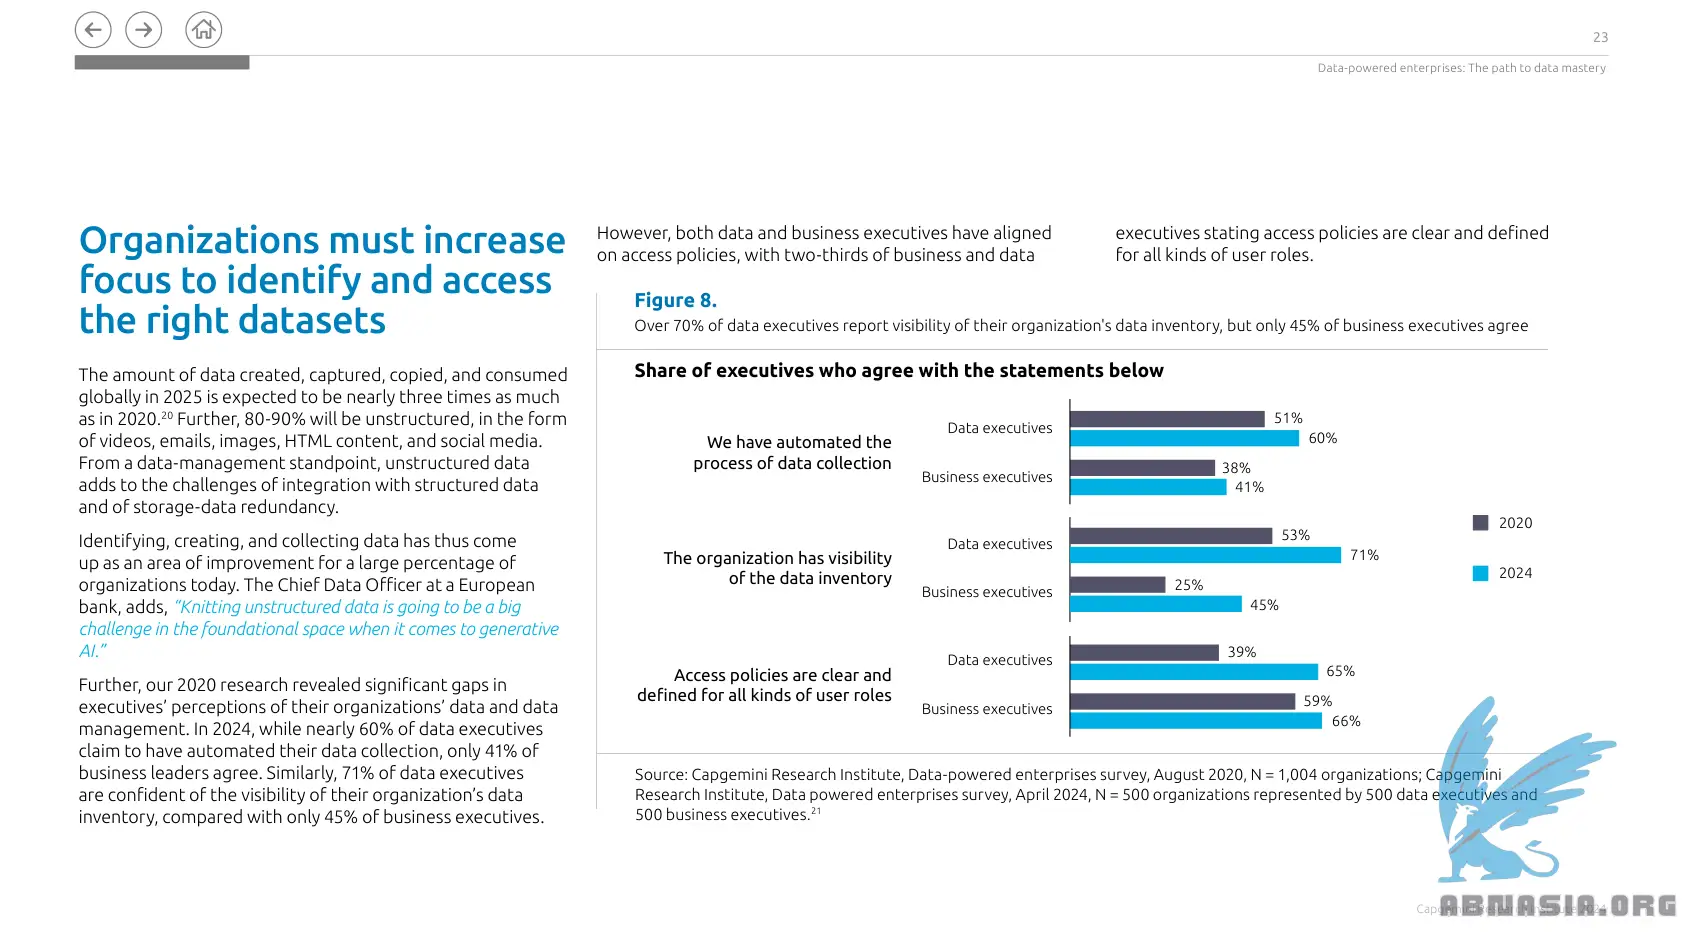 23
Data-powered enterprises: The path to data mastery
Organizations must increase
focus to identify and access
the right datasets
The amount of data created, captured, copied, and consumed
globally in 2025 is expected to be nearly three times as much
as in 2020.20 Further, 80-90% will be unstructured, in the form
of videos, emails, images, HTML content, and social media.
From a data-management standpoint, unstructured data
adds to the challenges of integration with structured data
and of storage-data redundancy.
Identifying, creating, and collecting data has thus come
up as an area of improvement for a large percentage of
organizations today. The Chief Data Officer at a European
bank, adds, “Knitting unstructured data is going to be a big
challenge in the foundational space when it comes to generative
AI.”
Further, our 2020 research revealed significant gaps in
executives’ perceptions of their organizations’ data and data
management. In 2024, while nearly 60% of data executives
claim to have automated their data collection, only 41% of
business leaders agree. Similarly, 71% of data executives
are confident of the visibility of their organization’s data
inventory, compared with only 45% of business executives.
However, both data and business executives have aligned
on access policies, with two-thirds of business and data
executives stating access policies are clear and defined
for all kinds of user roles.
Figure 8.
Over 70% of data executives report visibility of their organization's data inventory, but only 45% of business executives agree
Share of executives who agree with the statements below
We have automated the
process of data collection
Data executives
51%
60%
Business executives
38%
41%
The organization has visibility
of the data inventory
Data executives
53%
71%
Business executives
25%
45%
Access policies are clear and
defined for all kinds of user roles
Data executives
39%
65%
Business executives
59%
66%
2020
2024
Source: Capgemini Research Institute, Data-powered enterprises survey, August 2020, N = 1,004 organizations; Capgemini
Research Institute, Data powered enterprises survey, April 2024, N = 500 organizations represented by 500 data executives and
500 business executives.21
Capgemini Research Institute 2024
ABNASIA.ORG